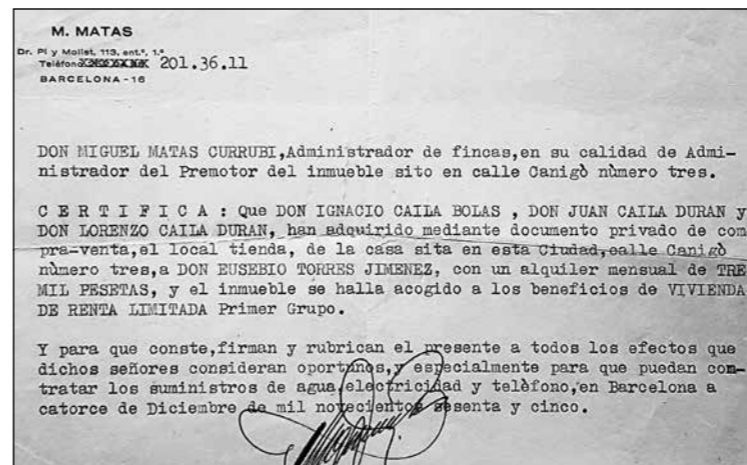 M. MATAS
Dr. Pi y Mollet, 113, ent.º, 1.ª
Teléfono 201.36.11
BARCELONA - 16
DON MIGUEL MATAS CURRUBI,Administrador de fincas,en su calidad de Admi-
nistrador del Premotor del inmueble sito en calle Canigò nùmero tres.
C E R T I F I C A : Que DON IGNACIO CAILA BOLAS , DON JUAN CAILA DURAN y
DON LORENZO CAILA DURAN, han adquirido mediante documento privado de com
pra-venta,el local tienda, de la casa sita en esta Ciudad,calle Canigò
nùmero tres,a DON EUSEBIO TORRES JIMENEZ, con un alquiler mensual de TRE
MIL PESETAS, y el inmueble se halla acogido a los beneficios de VIVIENDA
DE RENTA LIMITADA Primer Grupo.
Y para que conste,firman y rubrican el presente a todos los efectos que
dichos señores consideran oportunos,y especialmente para que puedan con-
tratar los suministros de agua,electricidad y telèfono,en Barcelona a
catorce de Diciembre de mil novecientos sesenta y cinco.